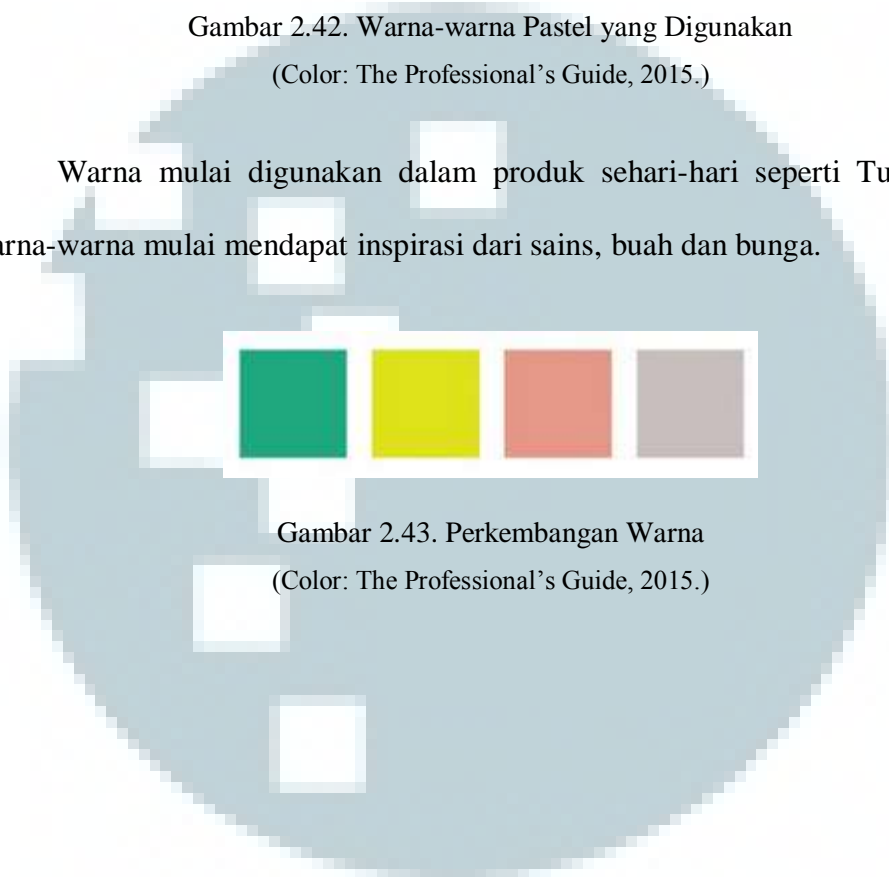 Gambar 2.42. Warna-warna Pastel yang Digunakan
(Color: The Professional’s Guide, 2015.)
Warna mulai digunakan dalam produk sehari-hari seperti Tu
arna-warna mulai mendapat inspirasi dari sains, buah dan bunga.
Gambar 2.43. Perkembangan Warna
(Color: The Professional’s Guide, 2015.)